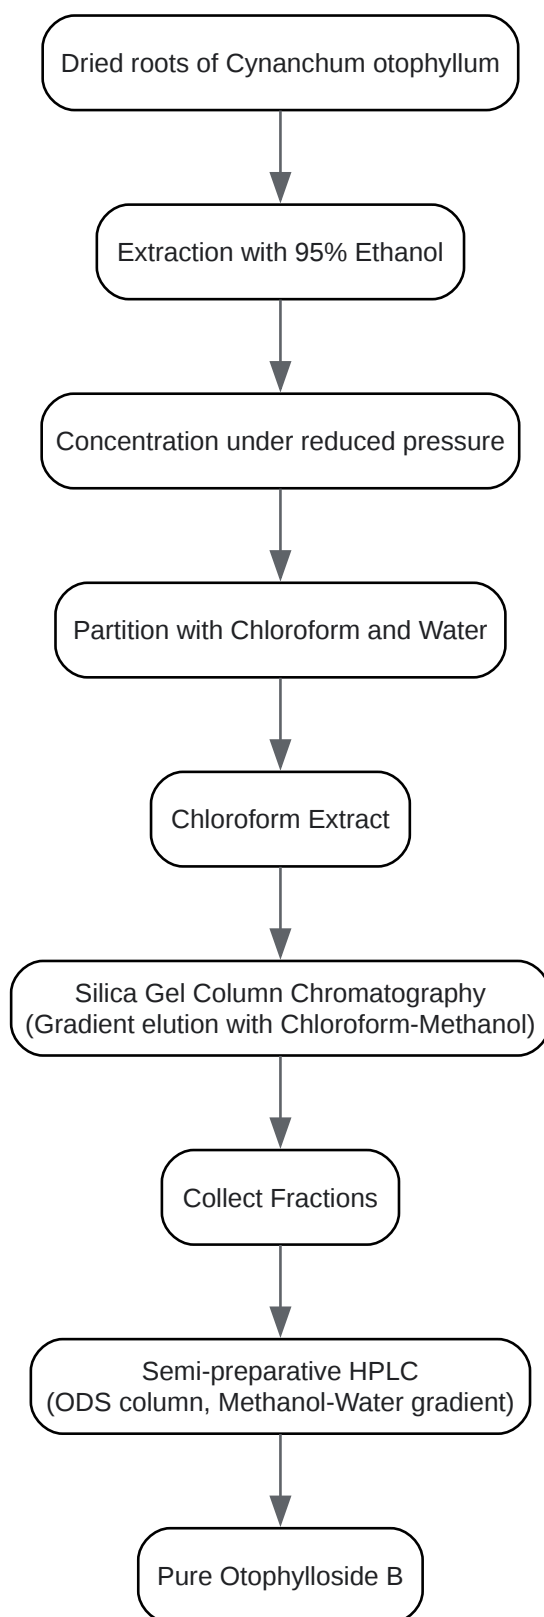 Dried roots of Cynanchum otophyllum
Extraction with 95% Ethanol
Concentration under reduced pressure
Partition with Chloroform and Water
Chloroform Extract
Silica Gel Column Chromatography
(Gradient elution with Chloroform-Methanol)
Collect Fractions
Semi-preparative HPLC
(ODS column, Methanol-Water gradient)
Pure Otophylloside B